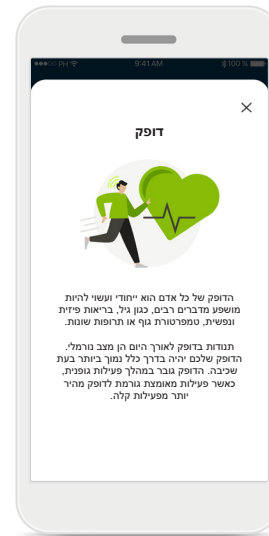 PH 9:41 AM 100 %
דופק
הדופק של כל אדם הוא ייחודי ועשוי להיות
מושפע מדברים רבים, כגון גיל, בריאות פיזית
ונפשית, טמפרטורת גוף או תרופות שונות.
תנודות בדופק לאורך היום הן מצב נורמלי.
הדופק שלכם יהיה בדרך כלל נמוך ביותר בעת
שכיבה. הדופק גובר במהלך פעילות גופנית,
כאשר פעילות מאומצת גורמת לדופק מהיר
יותר מפעילות קלה.